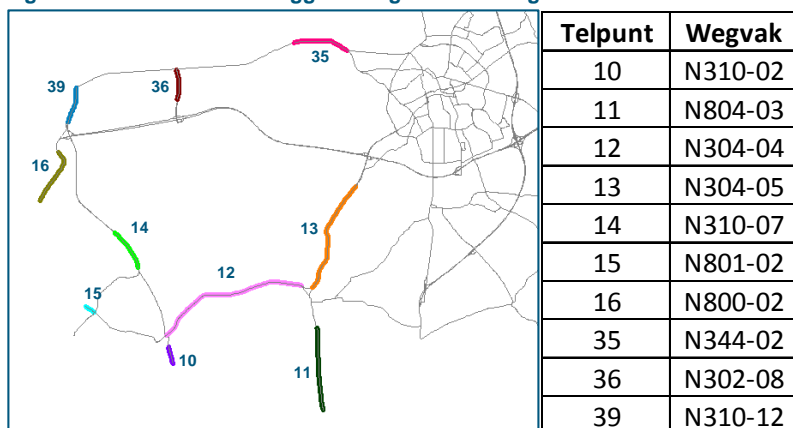 35
39
36
16
14
13
12
15
10
11
Telpunt Wegvak
10 N310-02
11 N804-03
12 N304-04
13 N304-05
14 N310-07
15 N801-02
16 N800-02
35 N344-02
36 N302-08
39 N310-12